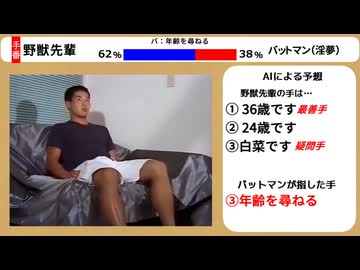 手番
野獣先輩
バ：年齢を尋ねる
62%
38%
バットマン（淫夢）
AIによる予想
野獣先輩の手は…
① 36歳です 最善手
② 24歳です
③白菜です 疑問手
バットマンが指した手
③年齢を尋ねる